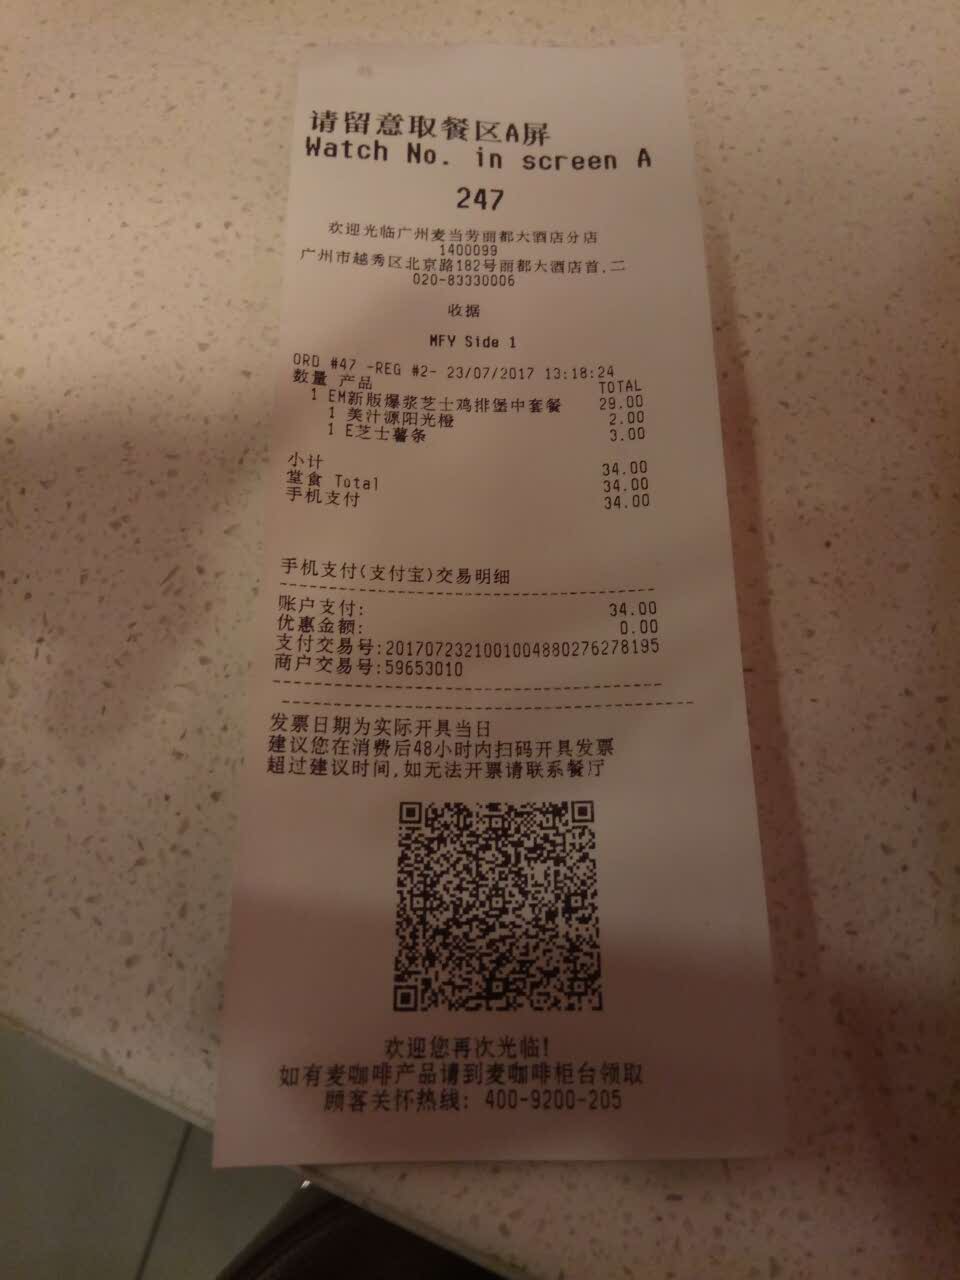 请留意取餐区A屏
Watch No. in screen A
247
欢迎光临广州麦当劳丽都大酒店分店
1400099
广州市越秀区北京路182号丽都大酒店首,二
020-83330006
收据
MFY Side 1
ORD #47 -REG #2- 23/07/2017 13:18:24
数量 产品 TOTAL
1 EM新版爆浆芝士鸡排堡中套餐 29.00
1 美汁源阳光橙 2.00
1 E芝士薯条 3.00
小计 34.00
堂食 Total 34.00
手机支付 34.00
手机支付(支付宝)交易明细
账户支付: 34.00
优惠金额: 0.00
支付交易号:2017072321001004880276278195
商户交易号:59653010
发票日期为实际开具当日
建议您在消费后48小时内扫码开具发票
超过建议时间,如无法开票请联系餐厅
欢迎您再次光临!
如有麦咖啡产品请到麦咖啡柜台领取
顾客关怀热线: 400-9200-205